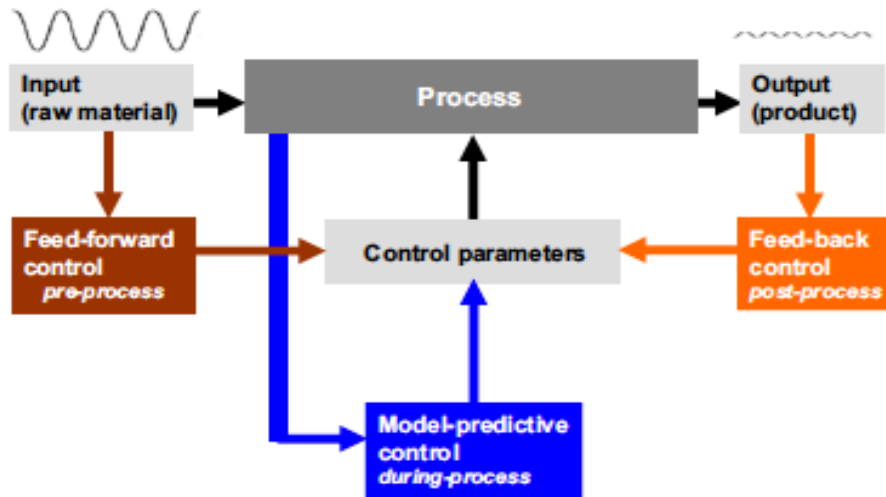 Input
(raw material)
Process
Output
(product)
Feed-forward
control
pre-process
Control parameters
Feed-back
control
post-process
Model-predictive
control
during-process